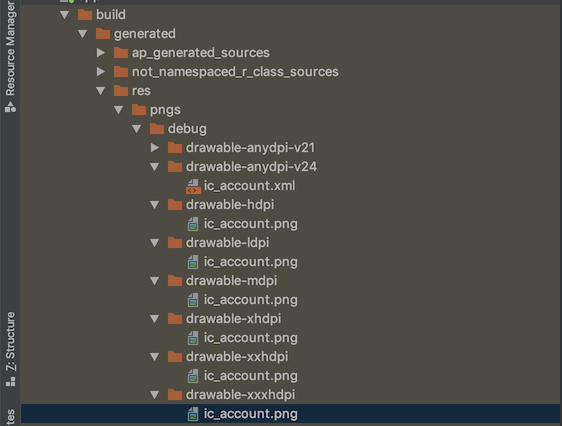 Resource Manager
build
generated
ap_generated_sources
not_namespaced_r_class_sources
res
pngs
debug
drawable-anydpi-v21
drawable-anydpi-v24
ic_account.xml
drawable-hdpi
ic_account.png
drawable-ldpi
ic_account.png
drawable-mdpi
ic_account.png
drawable-xhdpi
ic_account.png
drawable-xxhdpi
ic_account.png
drawable-xxxhdpi
ic_account.png
Z: Structure